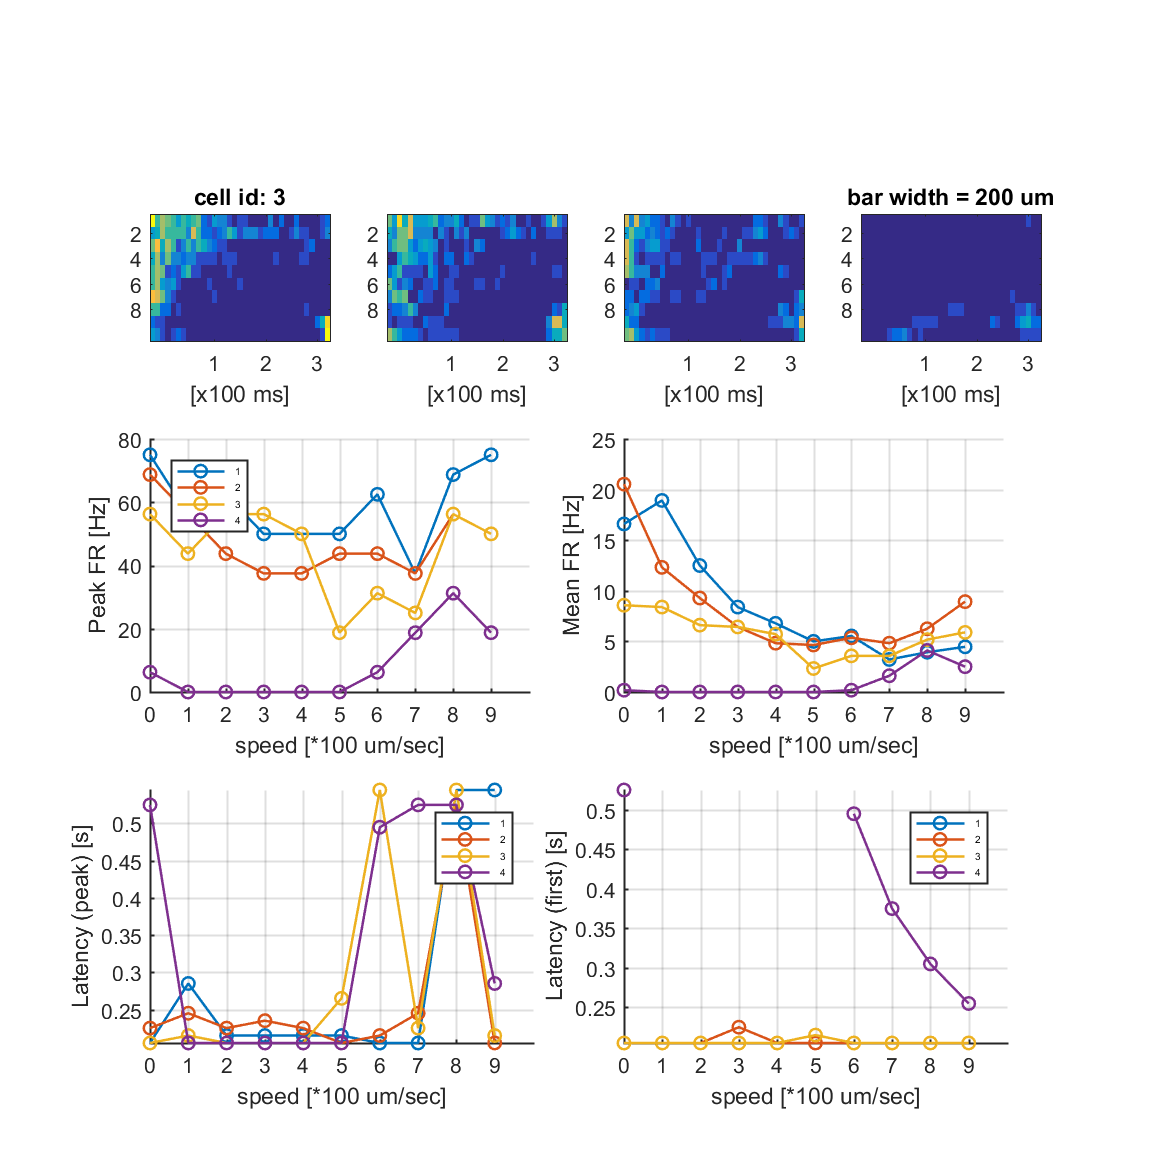 cell id: 3
bar width = 200 um
2 4 6 8
2 4 6 8
2 4 6 8
2 4 6 8
1 2 3
1 2 3
1 2 3
1 2 3
[x100 ms]
[x100 ms]
[x100 ms]
[x100 ms]
Peak FR [Hz]
80
60
40
20
0
1
2
3
4
0 1 2 3 4 5 6 7 8 9
speed [*100 um/sec]
Mean FR [Hz]
25
20
15
10
5
0
0 1 2 3 4 5 6 7 8 9
speed [*100 um/sec]
Latency (peak) [s]
0.5
0.45
0.4
0.35
0.3
0.25
1
2
3
4
0 1 2 3 4 5 6 7 8 9
speed [*100 um/sec]
Latency (first) [s]
0.5
0.45
0.4
0.35
0.3
0.25
1
2
3
4
0 1 2 3 4 5 6 7 8 9
speed [*100 um/sec]